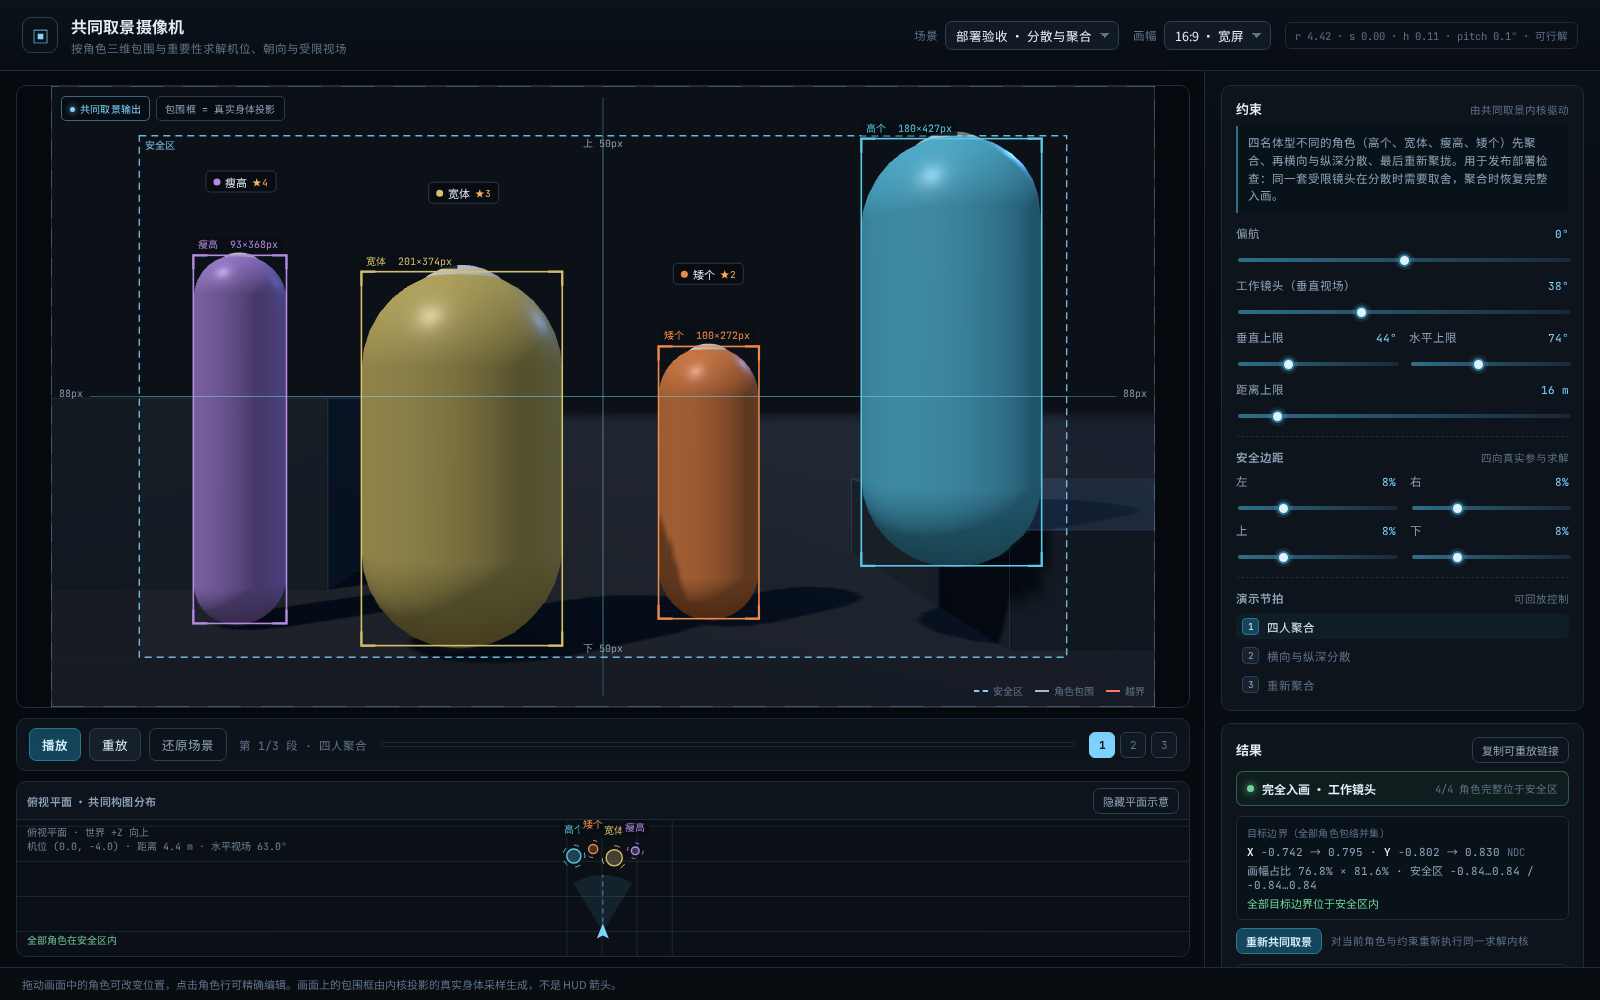 共同取景摄像机
按角色三维包围与重要性求解机位、朝向与受限视场
场景 部署验收 · 分散与聚合 画幅 16:9 · 宽屏 r 4.42 · s 0.00 · h 0.11 · pitch 0.1° · 可行解
共同取景输出 包围框 = 真实身体投影
安全区
上 50px
高个 180×427px
瘦高 ★4
宽体 ★3
瘦高 93×368px
宽体 201×374px
矮个 ★2
矮个 100×272px
88px
88px
下 50px
安全区 角色包围 越界
播放 重放 还原场景 第 1/3 段 · 四人聚合 1 2 3
俯视平面 · 共同构图分布 隐藏平面示意
俯视平面 · 世界 +Z 向上
机位 (0.0, -4.0) · 距离 4.4 m · 水平视场 63.0°
高个 矮个 宽体 瘦高
全部角色在安全区内
约束 由共同取景内核驱动
四名体型不同的角色（高个、宽体、瘦高、矮个）先聚
合、再横向与纵深分散、最后重新聚拢。用于发布部署检
查：同一套受限镜头在分散时需要取舍，聚合时恢复完整
入画。
偏航 0°
工作镜头（垂直视场） 38°
垂直上限 44° 水平上限 74°
距离上限 16 m
安全边距 四向真实参与求解
左 8% 右 8%
上 8% 下 8%
演示节拍 可回放控制
1 四人聚合
2 横向与纵深分散
3 重新聚合
结果 复制可重放链接
完全入画 · 工作镜头 4/4 角色完整位于安全区
目标边界（全部角色包络并集）
X -0.742 → 0.795 · Y -0.802 → 0.830 NDC
画幅占比 76.8% × 81.6% · 安全区 -0.84…0.84 /
-0.84…0.84
全部目标边界位于安全区内
重新共同取景 对当前角色与约束重新执行同一求解内核
拖动画面中的角色可改变位置，点击角色行可精确编辑。画面上的包围框由内核投影的真实身体采样生成，不是 HUD 箭头。